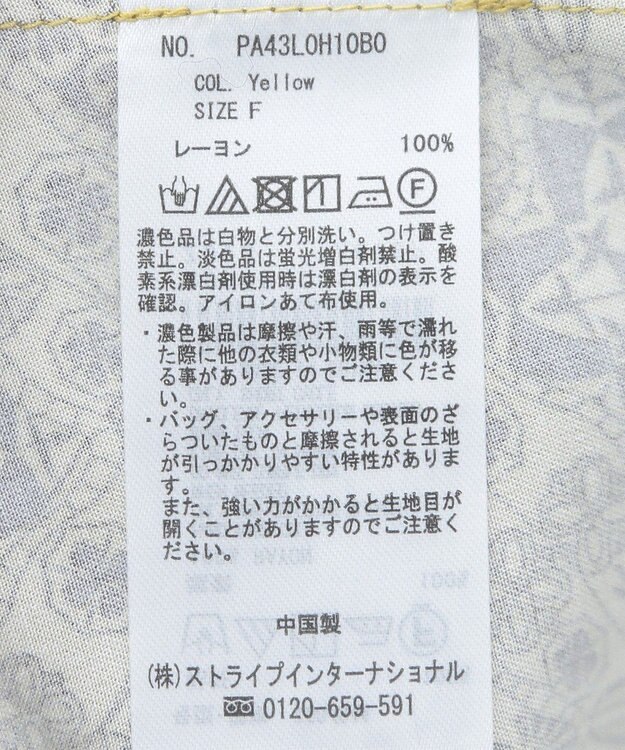 NO. PA43L0H10B0
COL. Yellow
SIZE F
レーヨン 100%
F
濃色品は白物と分別洗い。つけ置き
禁止。淡色品は蛍光増白剤禁止。酸
素系漂白剤使用時は漂白剤の表示を
確認。アイロンあて布使用。
・濃色製品は摩擦や汗、雨等で濡れ
た際に他の衣類や小物類に色が移
る事がありますのでご注意くださ
い。
・バッグ、アクセサリーや表面のざ
らついたものと摩擦されると生地
が引っかかりやすい特性がありま
す。
また、強い力がかかると生地目が
開くことがありますのでご注意く
ださい。
中国製
(株)ストライプインターナショナル
0120-659-591